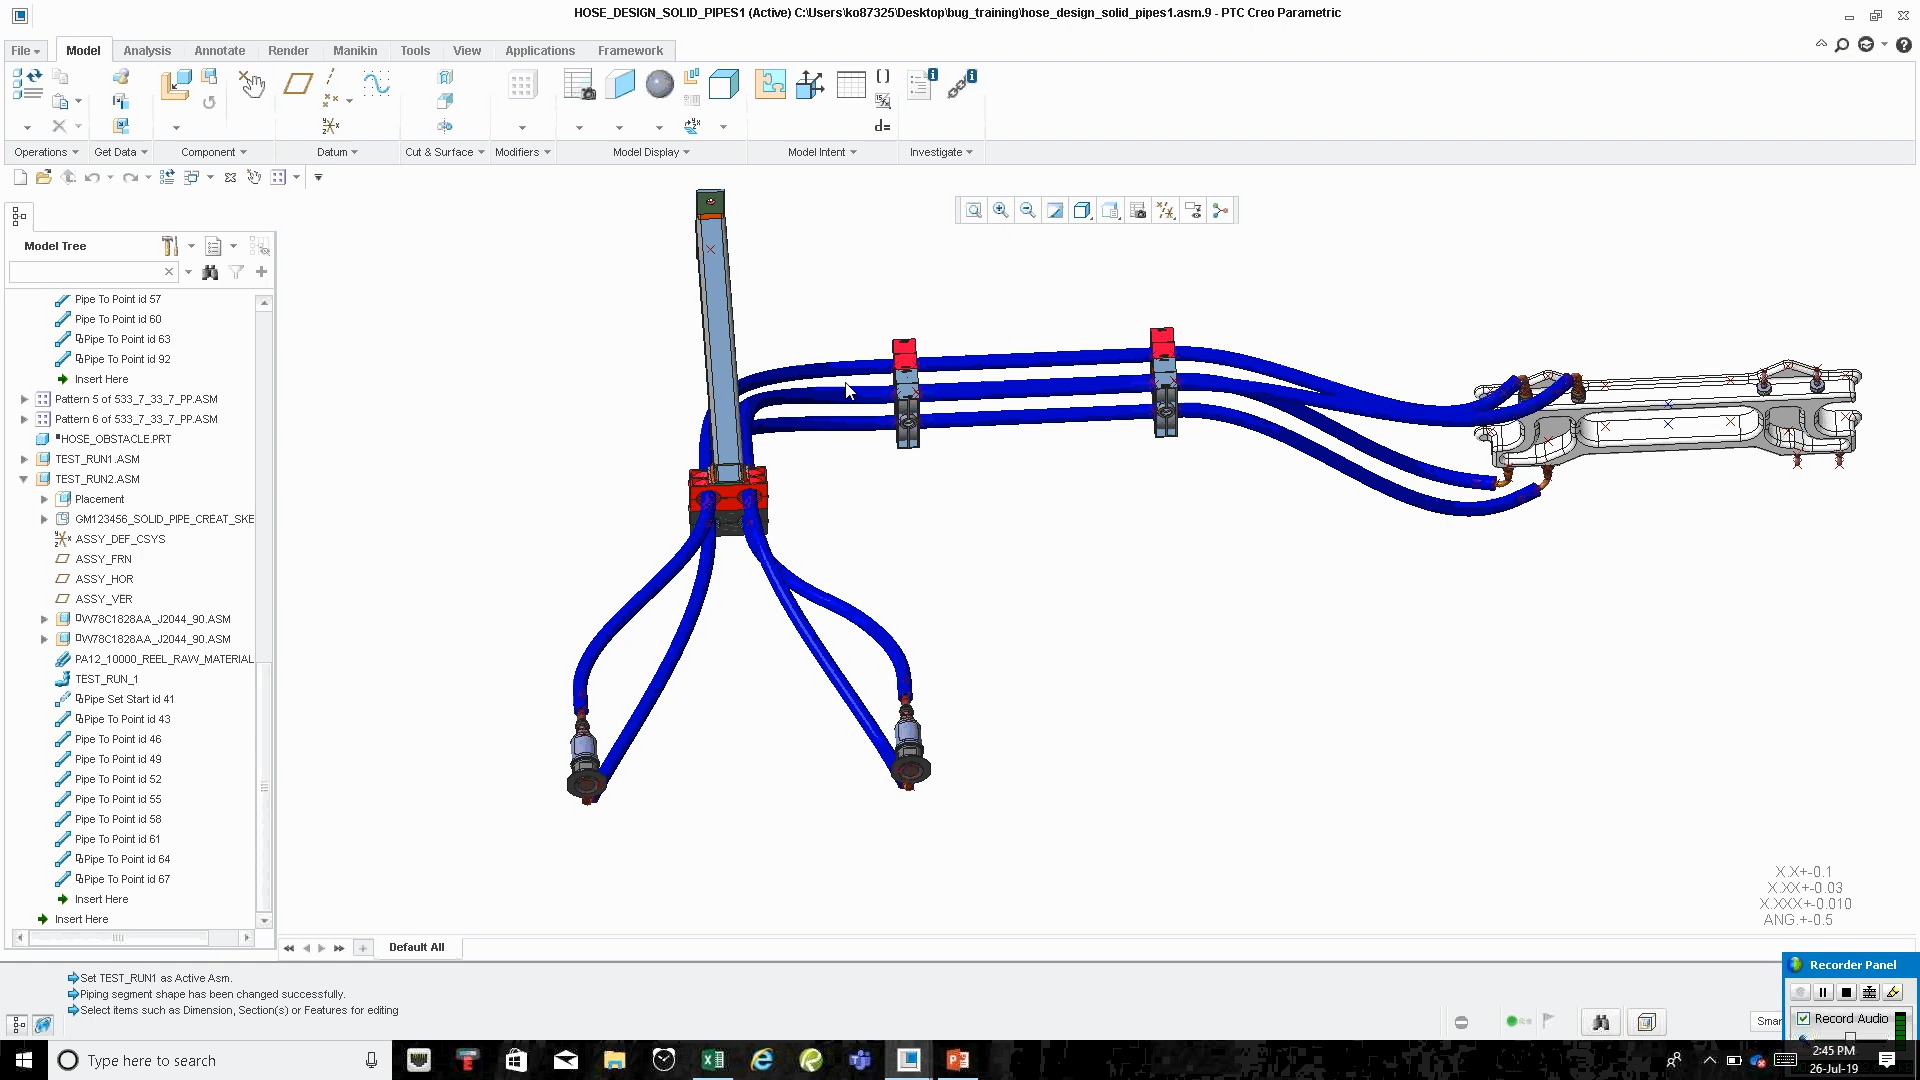 HOSE_DESIGN_SOLID_PIPES1 (Active) C:\Users\ko87325\Desktop\bug_training\hose_design_solid_pipes1.asm.9 - PTC Creo Parametric
File Model Analysis Annotate Render Manikin Tools View Applications Framework
d=
Operations Get Data Component Datum Cut & Surface Modifiers Model Display Model Intent Investigate
Model Tree
Pipe To Point id 57
Pipe To Point id 60
Pipe To Point id 63
Pipe To Point id 92
Insert Here
Pattern 5 of 533_7_33_7_PP.ASM
Pattern 6 of 533_7_33_7_PP.ASM
HOSE_OBSTACLE.PRT
TEST_RUN1.ASM
TEST_RUN2.ASM
Placement
GM123456_SOLID_PIPE_CREAT_SKE
ASSY_DEF_CSYS
ASSY_FRN
ASSY_HOR
ASSY_VER
W78C1828AA_J2044_90.ASM
W78C1828AA_J2044_90.ASM
PA12_10000_REEL_RAW_MATERIAL
TEST_RUN_1
Pipe Set Start id 41
Pipe To Point id 43
Pipe To Point id 46
Pipe To Point id 49
Pipe To Point id 52
Pipe To Point id 55
Pipe To Point id 58
Pipe To Point id 61
Pipe To Point id 64
Pipe To Point id 67
Insert Here
Insert Here
X.X+-0.1
X.XX+-0.03
X.XXX+-0.010
ANG.+-0.5
Default All
Set TEST_RUN1 as Active Asm.
Piping segment shape has been changed successfully.
Select items such as Dimension, Section(s) or Features for editing
Smar
Recorder Panel
Record Audio
Type here to search
2:45 PM
26-Jul-19